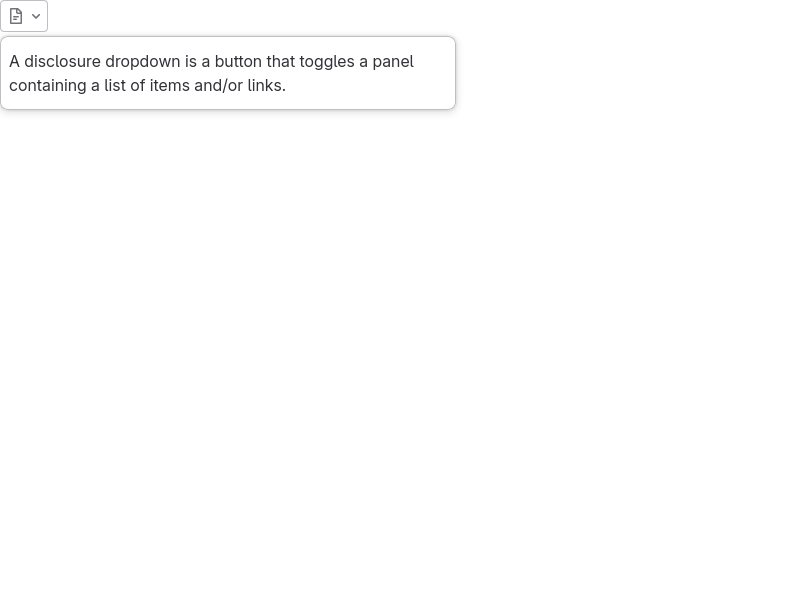 A disclosure dropdown is a button that toggles a panel
containing a list of items and/or links.